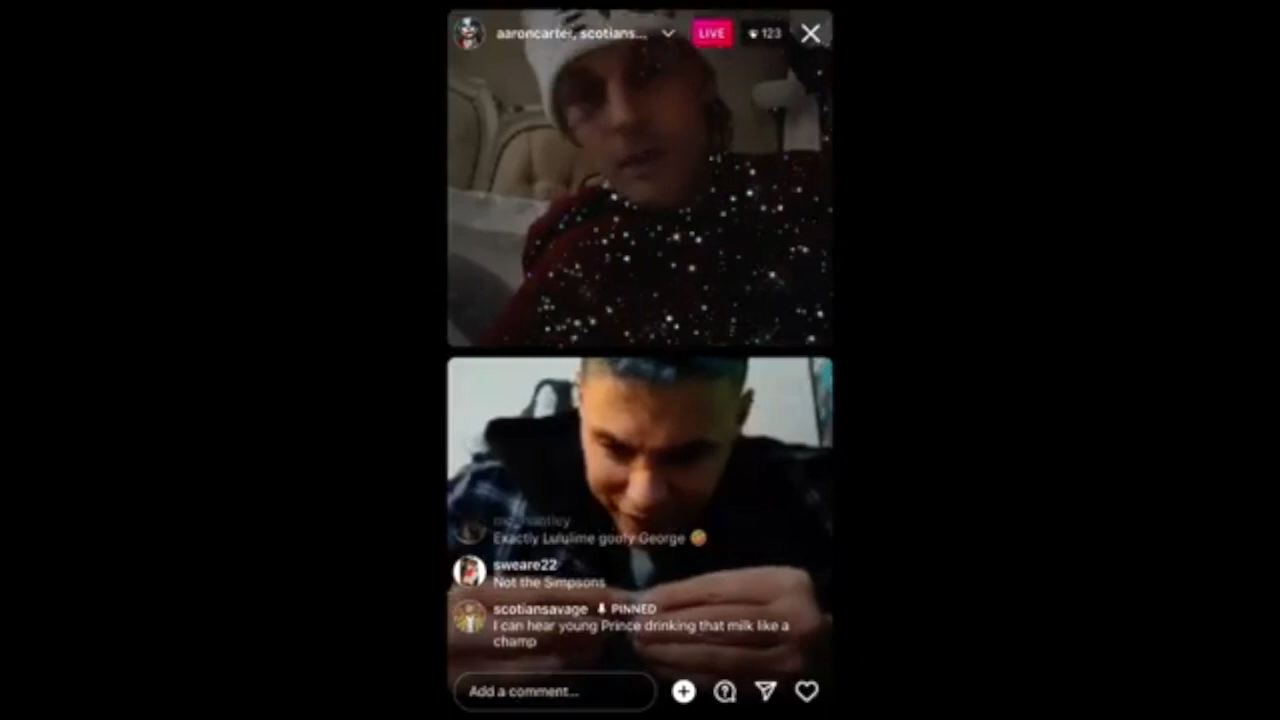 aaroncarter, scotians...
LIVE
123
Exactly Lululime goofy George 🤣
sweare22
Not the Simpsons
scotiansavage PINNED
I can hear young Prince drinking that milk like a
champ
Add a comment...